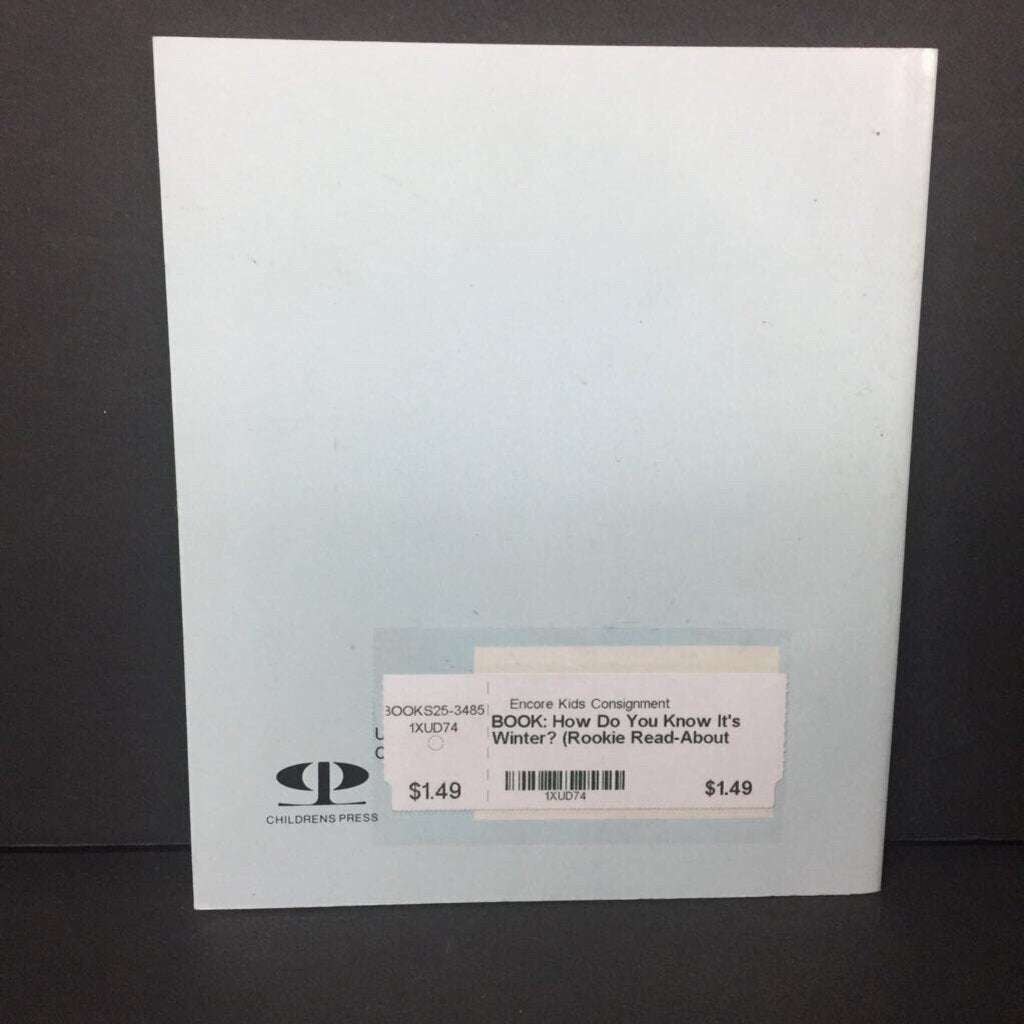 BOOKS25-3485
1XUD74
$1.49
Encore Kids Consignment
BOOK: How Do You Know It's
Winter? (Rookie Read-About
1XUD74
$1.49
CHILDRENS PRESS